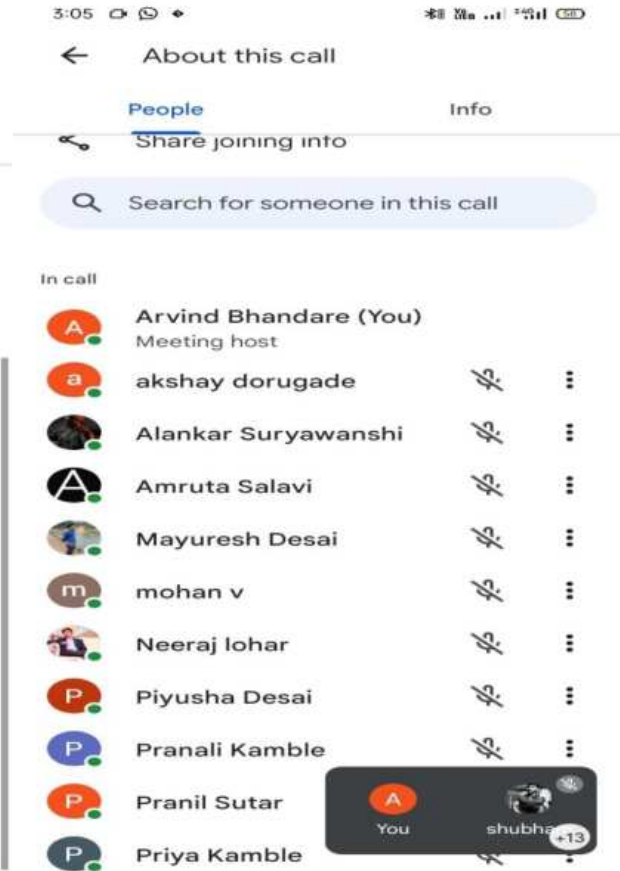 3:05
About this call
People Info
Share joining info
Search for someone in this call
In call
A Arvind Bhandare (You)
Meeting host
a akshay dorugade
Alankar Suryawanshi
A Amruta Salavi
Mayuresh Desai
m mohan v
Neeraj lohar
P Piyusha Desai
P Pranali Kamble
P Pranil Sutar
A
You
+13
P Priya Kamble